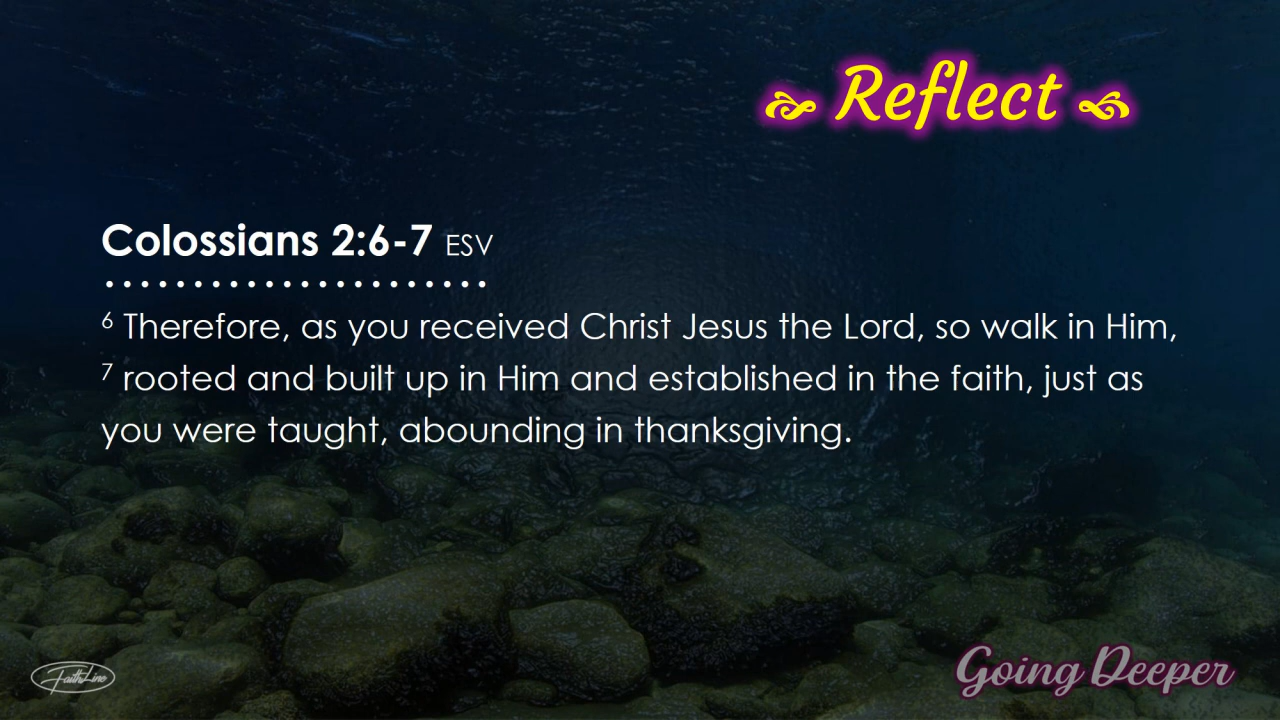 Reflect
Colossians 2:6-7 ESV
⁶ Therefore, as you received Christ Jesus the Lord, so walk in Him,
⁷ rooted and built up in Him and established in the faith, just as
you were taught, abounding in thanksgiving.
FaithLine
Going Deeper